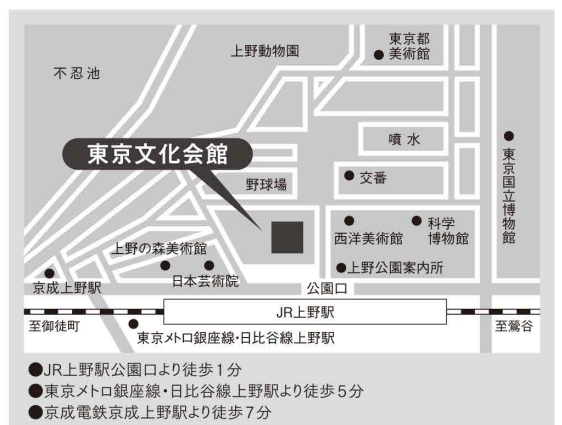 不忍池
上野動物園
東京都
美術館
噴水
東京文化会館
交番
野球場
東京国立博物館
西洋美術館
科学
博物館
上野の森美術館
日本芸術院
上野公園案内所
京成上野駅
公園口
JR上野駅
至御徒町
至鶯谷
東京メトロ銀座線・日比谷線上野駅
●JR上野駅公園口より徒歩1分
●東京メトロ銀座線・日比谷線上野駅より徒歩5分
●京成電鉄京成上野駅より徒歩7分